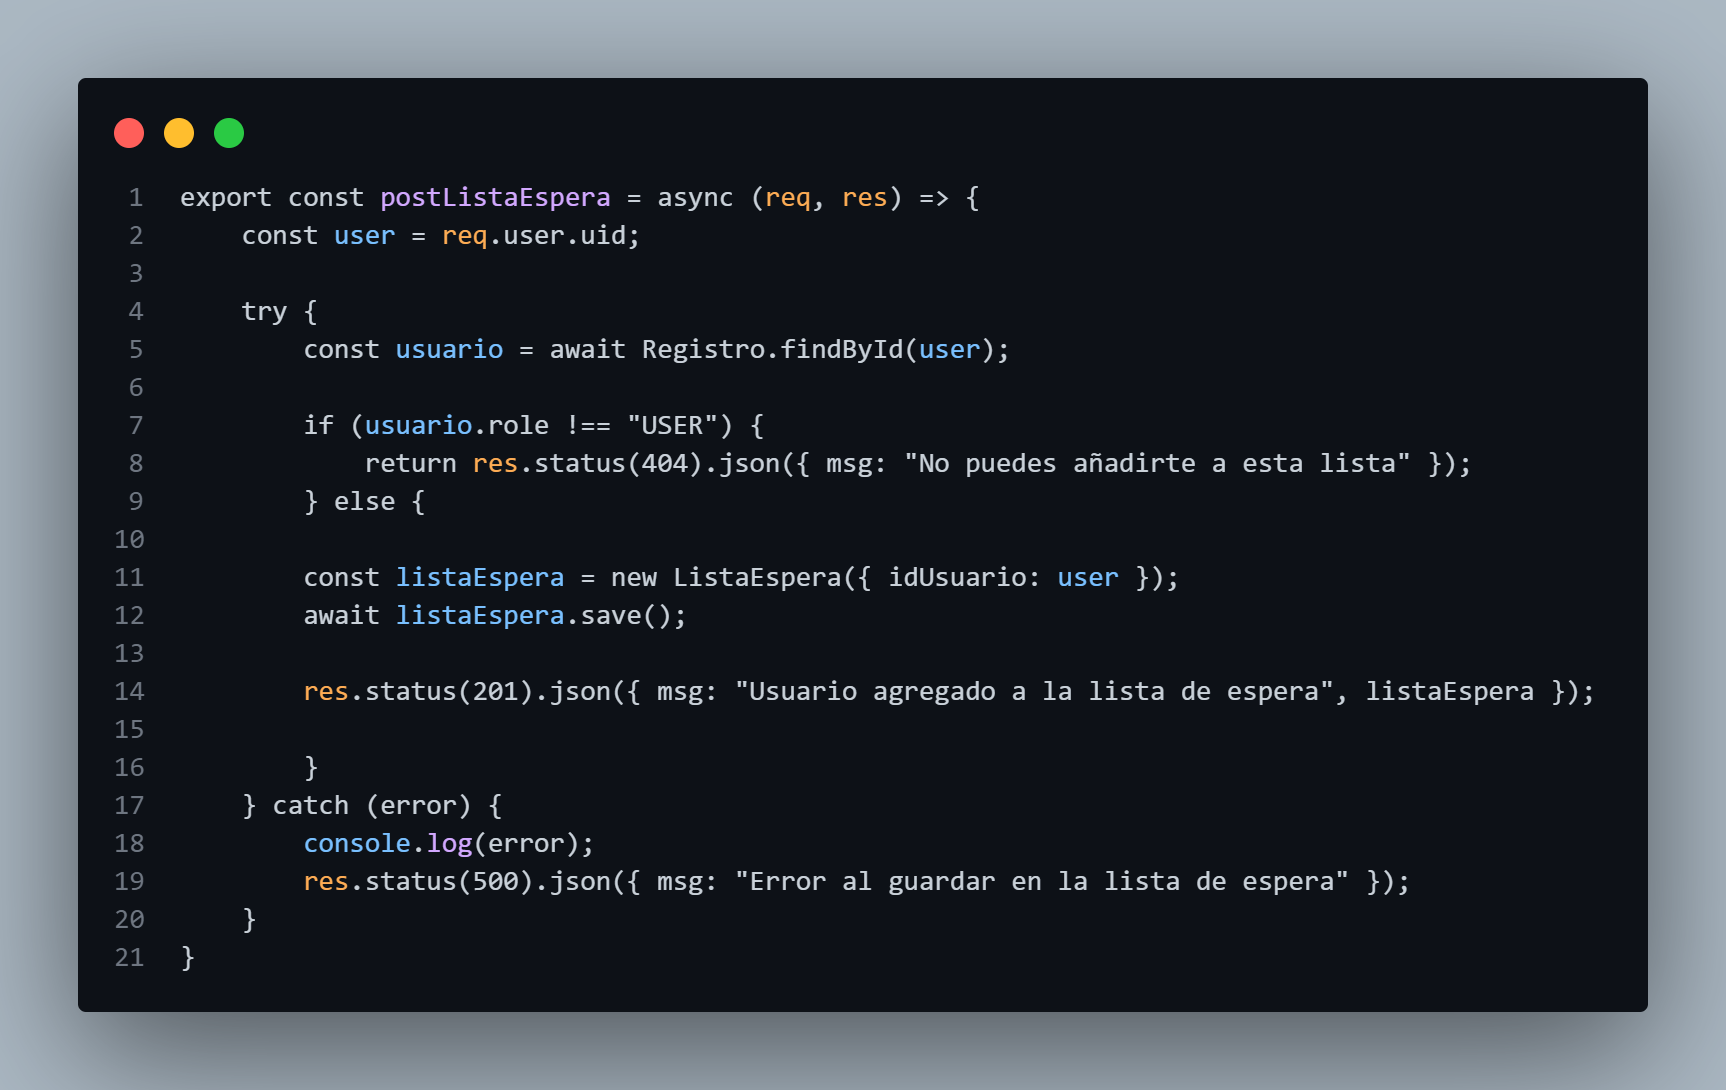 1 export const postListaEspera = async (req, res) => {
2 const user = req.user.uid;
3
4 try {
5 const usuario = await Registro.findById(user);
6
7 if (usuario.role !== "USER") {
8 return res.status(404).json({ msg: "No puedes añadirte a esta lista" });
9 } else {
10
11 const listaEspera = new ListaEspera({ idUsuario: user });
12 await listaEspera.save();
13
14 res.status(201).json({ msg: "Usuario agregado a la lista de espera", listaEspera });
15
16 }
17 } catch (error) {
18 console.log(error);
19 res.status(500).json({ msg: "Error al guardar en la lista de espera" });
20 }
21 }